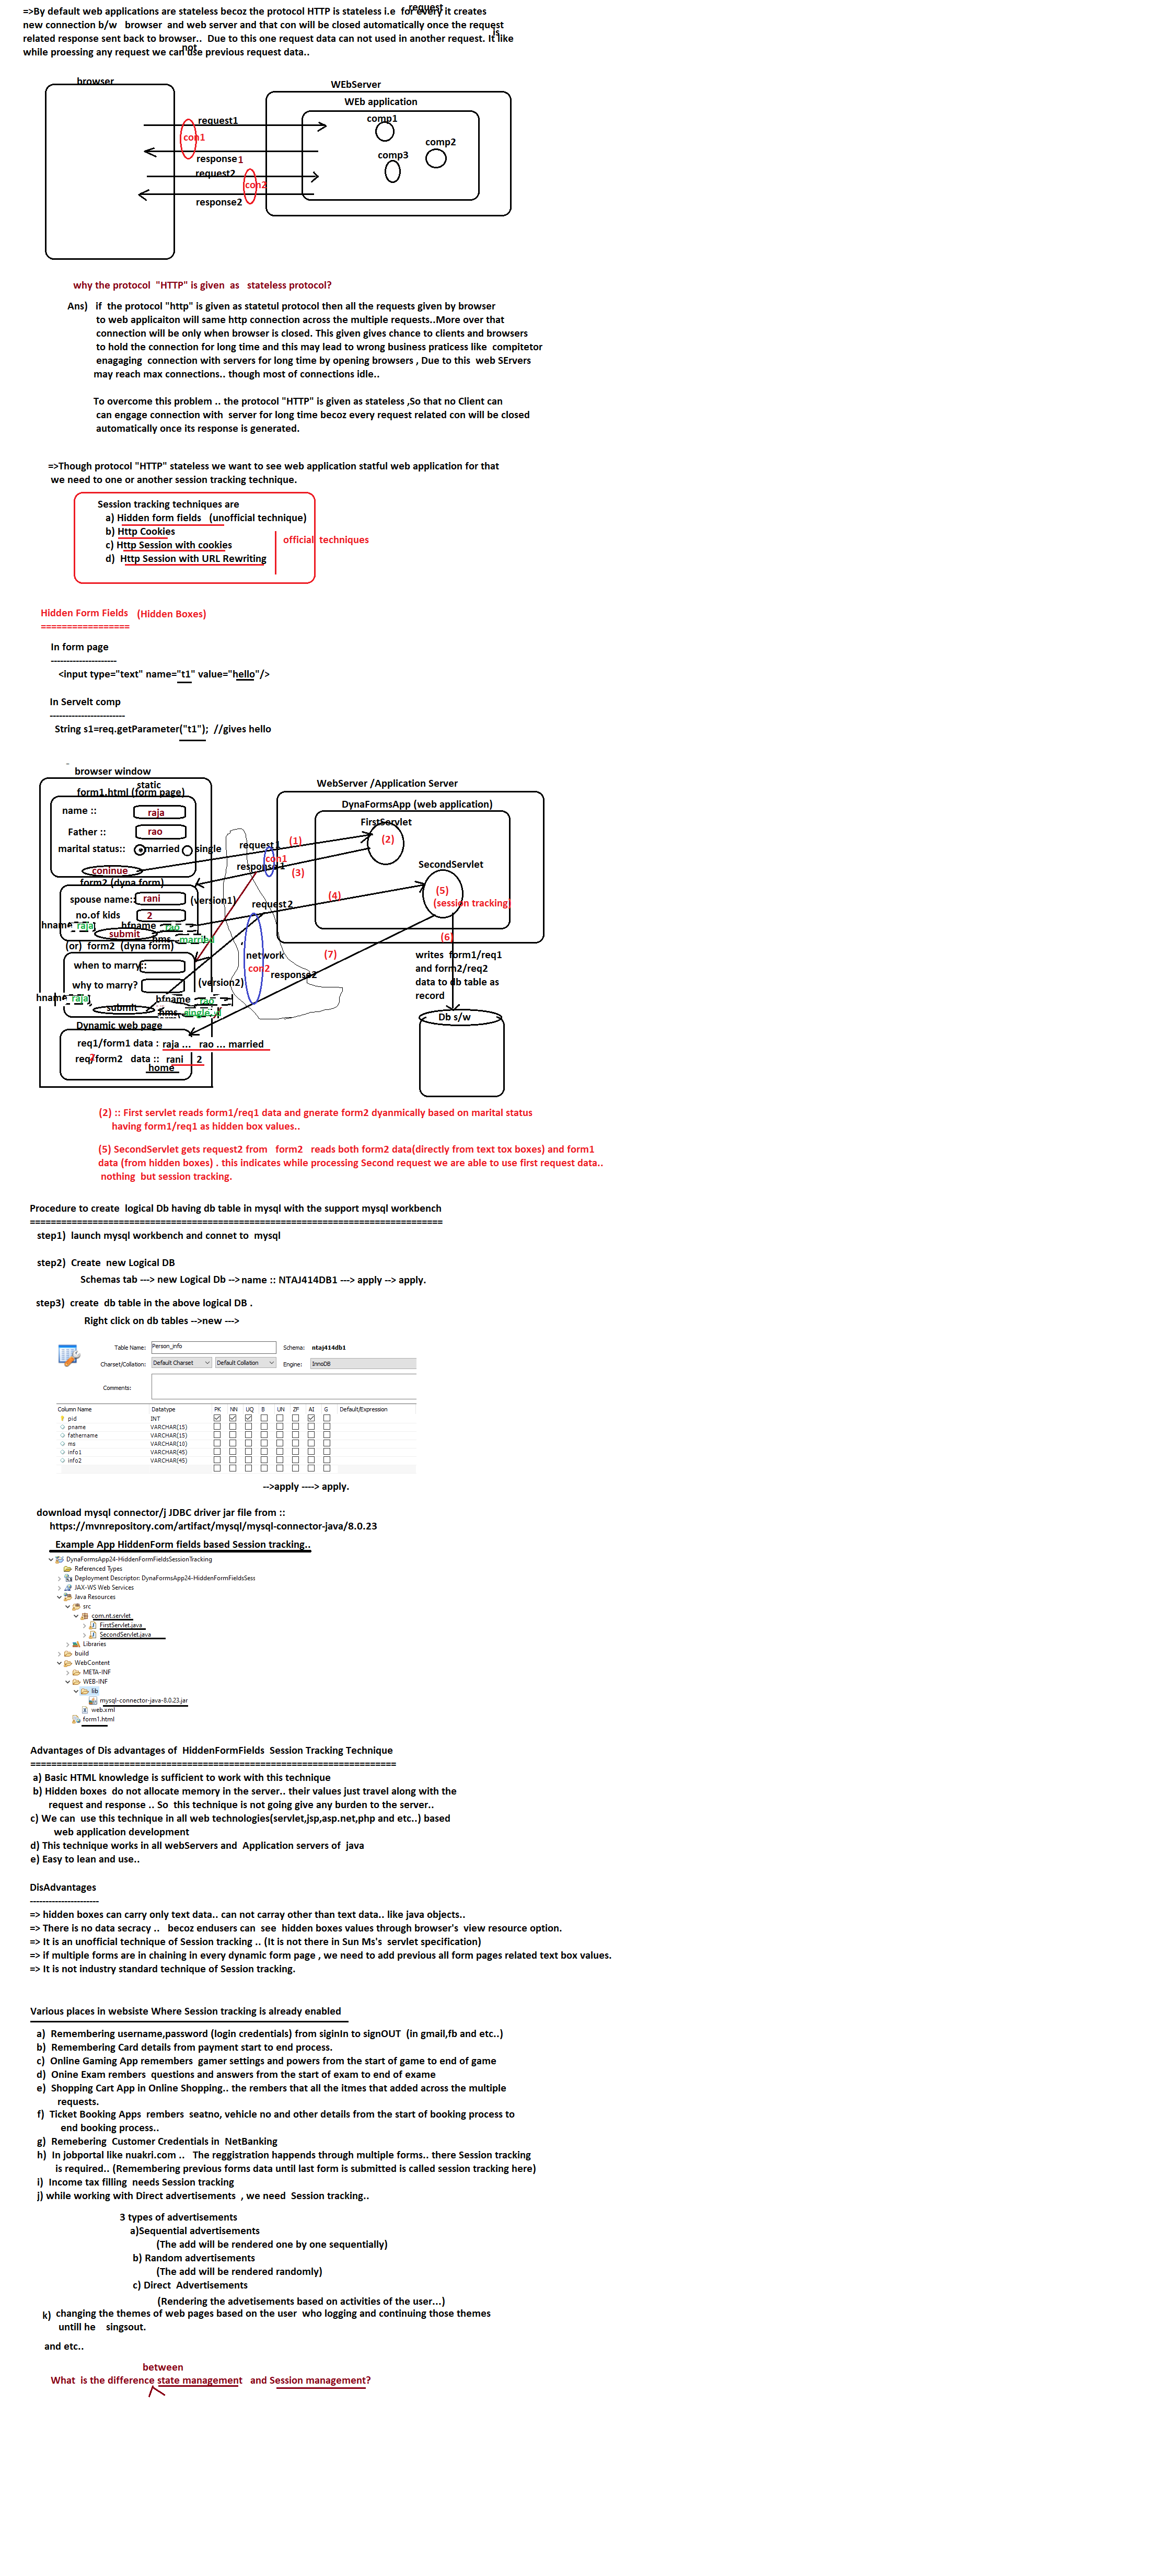 request
=>By default web applications are stateless becoz the protocol HTTP is stateless i.e  for every it creates
new connection b/w   browser  and web server and that con will be closed automatically once the request
is
related response sent back to browser..  Due to this one request data can not used in another request. It like
not
while proessing any request we can use previous request data..
browser
WEbServer
WEb application
comp1
request1
con1
comp2
comp3
response1
request2
con2
response2
why the protocol  "HTTP" is given  as   stateless protocol?
Ans)   if  the protocol "http" is given as statetul protocol then all the requests given by browser
to web applicaiton will same http connection across the multiple requests..More over that
connection will be only when browser is closed. This given gives chance to clients and browsers
to hold the connection for long time and this may lead to wrong business praticess like  compitetor
enagaging  connection with servers for long time by opening browsers , Due to this  web SErvers
may reach max connections.. though most of connections idle..
To overcome this problem .. the protocol "HTTP" is given as stateless ,So that no Client can
can engage connection with  server for long time becoz every request related con will be closed
automatically once its response is generated.
=>Though protocol "HTTP" stateless we want to see web application statful web application for that
we need to one or another session tracking technique.
Session tracking techniques are
a) Hidden form fields   (unofficial technique)
b) Http Cookies
c) Http Session with cookies
official  techniques
d)  Http Session with URL Rewriting
Hidden Form Fields   (Hidden Boxes)
=================
In form page
---------------------
<input type="text" name="t1" value="hello"/>
In Servelt comp
------------------------
String s1=req.getParameter("t1");  //gives hello
browser window
static
form1.html (form page)
WebServer /Application Server
DynaFormsApp (web application)
name ::
raja
FirstServlet
Father ::
rao
(2)
marital status::
married
single
request1
(1)
con1
response1
(3)
coninue
SecondServlet
form2 (dyna form)
spouse name::
rani
(version1)
(4)
(5)
request2
(session tracking)
no.of kids
2
hname
raja
hfname
rao
submit
hms
married
(6)
(or)  form2  (dyna form)
network
(7)
writes  form1/req1
when to marry::
con2
and form2/req2
response2
why to marry?
(version2)
data to db table as
record
hname
raja
hfname
rao
submit
hms
single
Db s/w
Dynamic web page
req1/form1 data :
raja ...   rao ... married
req2/form2   data ::
rani
2
home
(2) :: First servlet reads form1/req1 data and gnerate form2 dyanmically based on marital status
having form1/req1 as hidden box values..
(5) SecondServlet gets request2 from   form2   reads both form2 data(directly from text tox boxes) and form1
data (from hidden boxes) . this indicates while processing Second request we are able to use first request data..
nothing  but session tracking.
Procedure to create  logical Db having db table in mysql with the support mysql workbench
===============================================================================
step1)  launch mysql workbench and connet to  mysql
step2)  Create  new Logical DB
Schemas tab ---> new Logical Db --> name :: NTAJ414DB1 ---> apply --> apply.
step3)  create  db table in the above logical DB .
Right click on db tables -->new --->
Table Name:
Person_info
Schema:
ntaj414db1
Charset/Collation:
Default Charset
Default Collation
Engine:
InnoDB
Comments:
Column Name
Datatype
PK
NN
UQ
B
UN
ZF
AI
G
Default/Expression
pid
INT
pname
VARCHAR(15)
fathername
VARCHAR(15)
ms
VARCHAR(10)
info1
VARCHAR(45)
info2
VARCHAR(45)
-->apply ----> apply.
download mysql connector/j JDBC driver jar file from ::
https://mvnrepository.com/artifact/mysql/mysql-connector-java/8.0.23
Example App HiddenForm fields based Session tracking..
DynaFormsApp24-HiddenFormFieldsSessionTracking
Referenced Types
Deployment Descriptor: DynaFormsApp24-HiddenFormFieldsSess
JAX-WS Web Services
Java Resources
src
com.nt.servlet
FirstServlet.java
SecondServlet.java
Libraries
build
WebContent
META-INF
WEB-INF
lib
mysql-connector-java-8.0.23.jar
web.xml
form1.html
Advantages of Dis advantages of  HiddenFormFields  Session Tracking Technique
======================================================================
a) Basic HTML knowledge is sufficient to work with this technique
b) Hidden boxes  do not allocate memory in the server.. their values just travel along with the
request and response .. So  this technique is not going give any burden to the server..
c) We can  use this technique in all web technologies(servlet,jsp,asp.net,php and etc..) based
web application development
d) This technique works in all webServers and  Application servers of  java
e) Easy to lean and use..
DisAdvantages
----------------------
=> hidden boxes can carry only text data.. can not carray other than text data.. like java objects..
=> There is no data secracy ..   becoz endusers can  see  hidden boxes values through browser's  view resource option.
=> It is an unofficial technique of Session tracking .. (It is not there in Sun Ms's  servlet specification)
=> if multiple forms are in chaining in every dynamic form page , we need to add previous all form pages related text box values.
=> It is not industry standard technique of Session tracking.
Various places in websiste Where Session tracking is already enabled
a)  Remembering username,password (login credentials) from siginIn to signOUT  (in gmail,fb and etc..)
b)  Remembering Card details from payment start to end process.
c)  Online Gaming App remembers  gamer settings and powers from the start of game to end of game
d)  Onine Exam rembers  questions and answers from the start of exam to end of exame
e)  Shopping Cart App in Online Shopping.. the rembers that all the itmes that added across the multiple
requests.
f)  Ticket Booking Apps  rembers  seatno, vehicle no and other details from the start of booking process to
end booking process..
g)  Remebering  Customer Credentials in  NetBanking
h)  In jobportal like nuakri.com ..   The reggistration happends through multiple forms.. there Session tracking
is required.. (Remembering previous forms data until last form is submitted is called session tracking here)
i)  Income tax filling  needs Session tracking
j) while working with Direct advertisements  , we need  Session tracking..
3 types of advertisements
a)Sequential advertisements
(The add will be rendered one by one sequentially)
b) Random advertisements
(The add will be rendered randomly)
c) Direct  Advertisements
(Rendering the advetisements based on activities of the user...)
k)  changing the themes of web pages based on the user  who logging and continuing those themes
untill he    singsout.
and etc..
between
What  is the difference state management   and Session management?